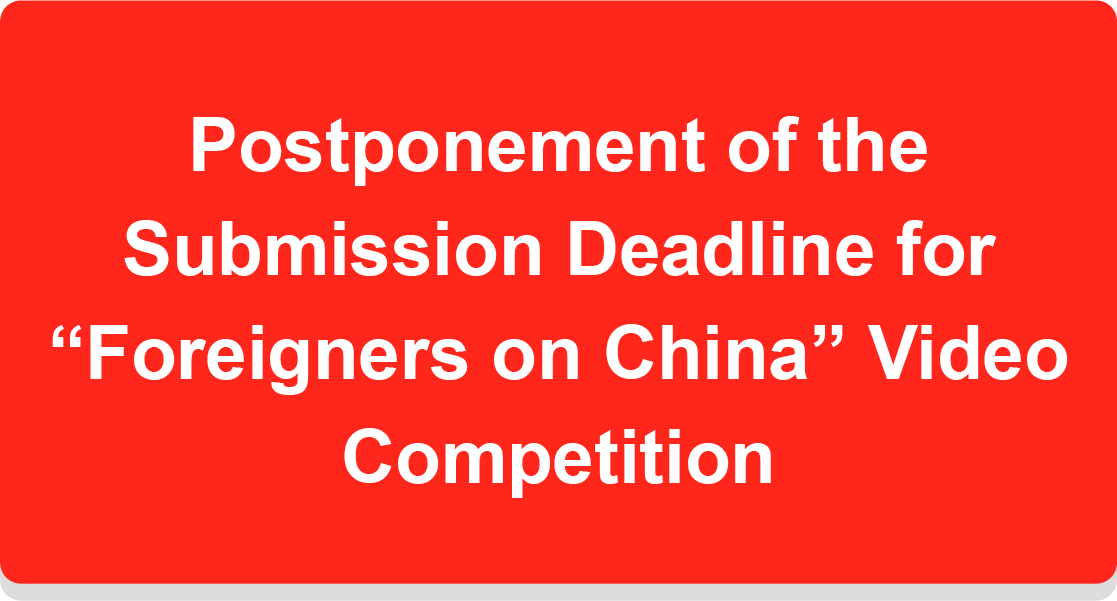 Postponement of the
Submission Deadline for
“Foreigners on China” Video
Competition